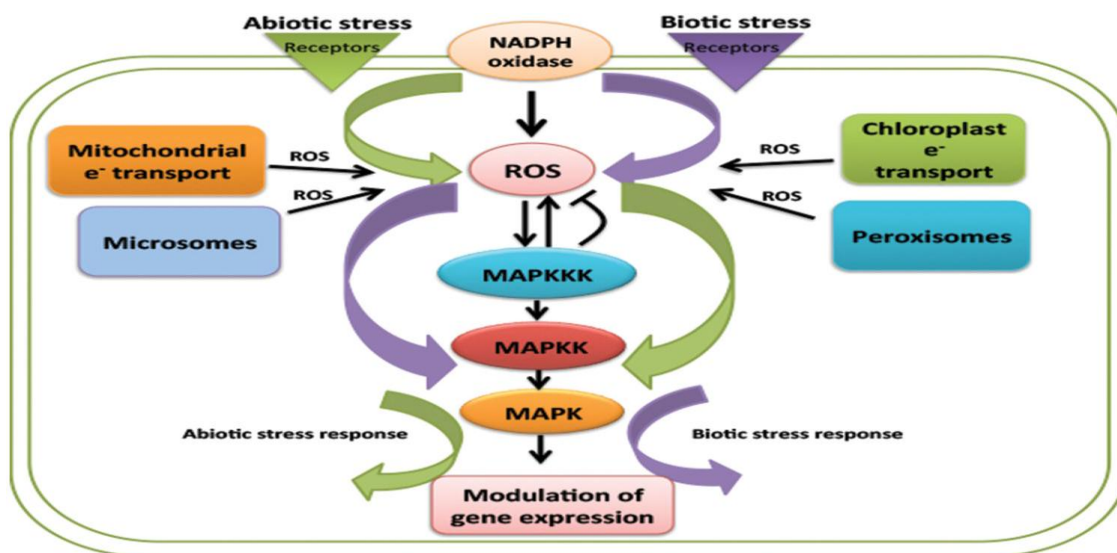 Abiotic stress
Receptors
NADPH
oxidase
Biotic stress
Receptors
Mitochondrial
e⁻ transport
ROS
ROS
Microsomes
ROS
Chloroplast
e⁻
transport
ROS
ROS
Peroxisomes
MAPKKK
MAPKK
MAPK
Abiotic stress response
Biotic stress response
Modulation of
gene expression